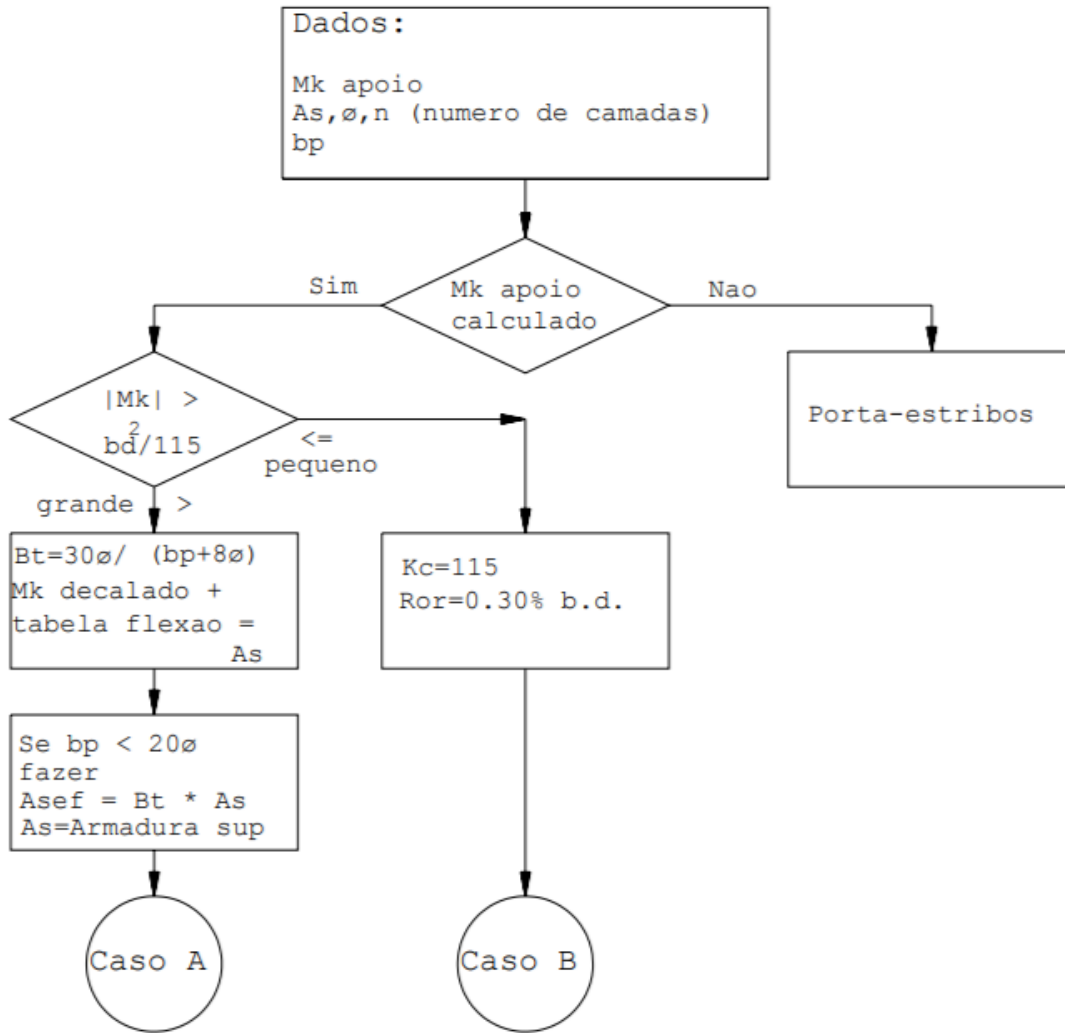 Dados:
Mk apoio
As,ø,n (numero de camadas)
bp
Sim
Mk apoio
calculado
Nao
|Mk| >
2
bd/115
<=
pequeno
Porta-estribos
grande >
Bt=30ø/ (bp+8ø)
Mk decalado +
tabela flexao =
As
Kc=115
Ror=0.30% b.d.
Se bp < 20ø
fazer
Asef = Bt * As
As=Armadura sup
Caso A
Caso B